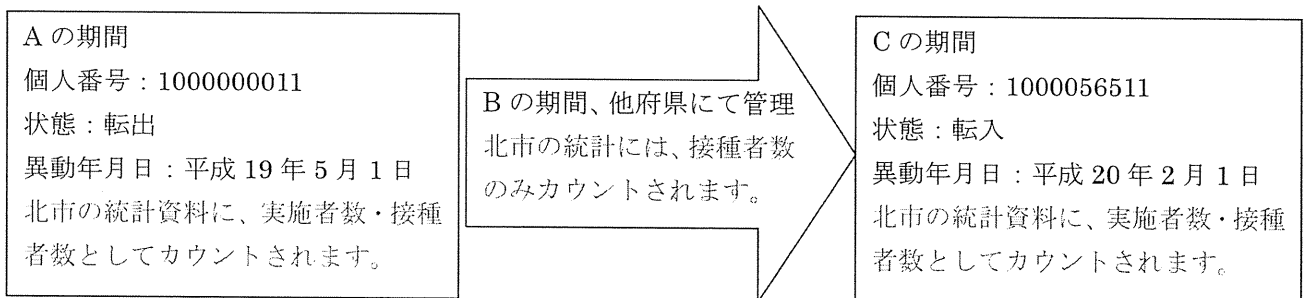 A の期間
個人番号：1000000011
状態：転出
異動年月日：平成 19 年 5 月 1 日
北市の統計資料に、実施者数・接種
者数としてカウントされます。
B の期間、他府県にて管理
北市の統計には、接種者数
のみカウントされます。
C の期間
個人番号：1000056511
状態：転入
異動年月日：平成 20 年 2 月 1 日
北市の統計資料に、実施者数・接種
者数としてカウントされます。